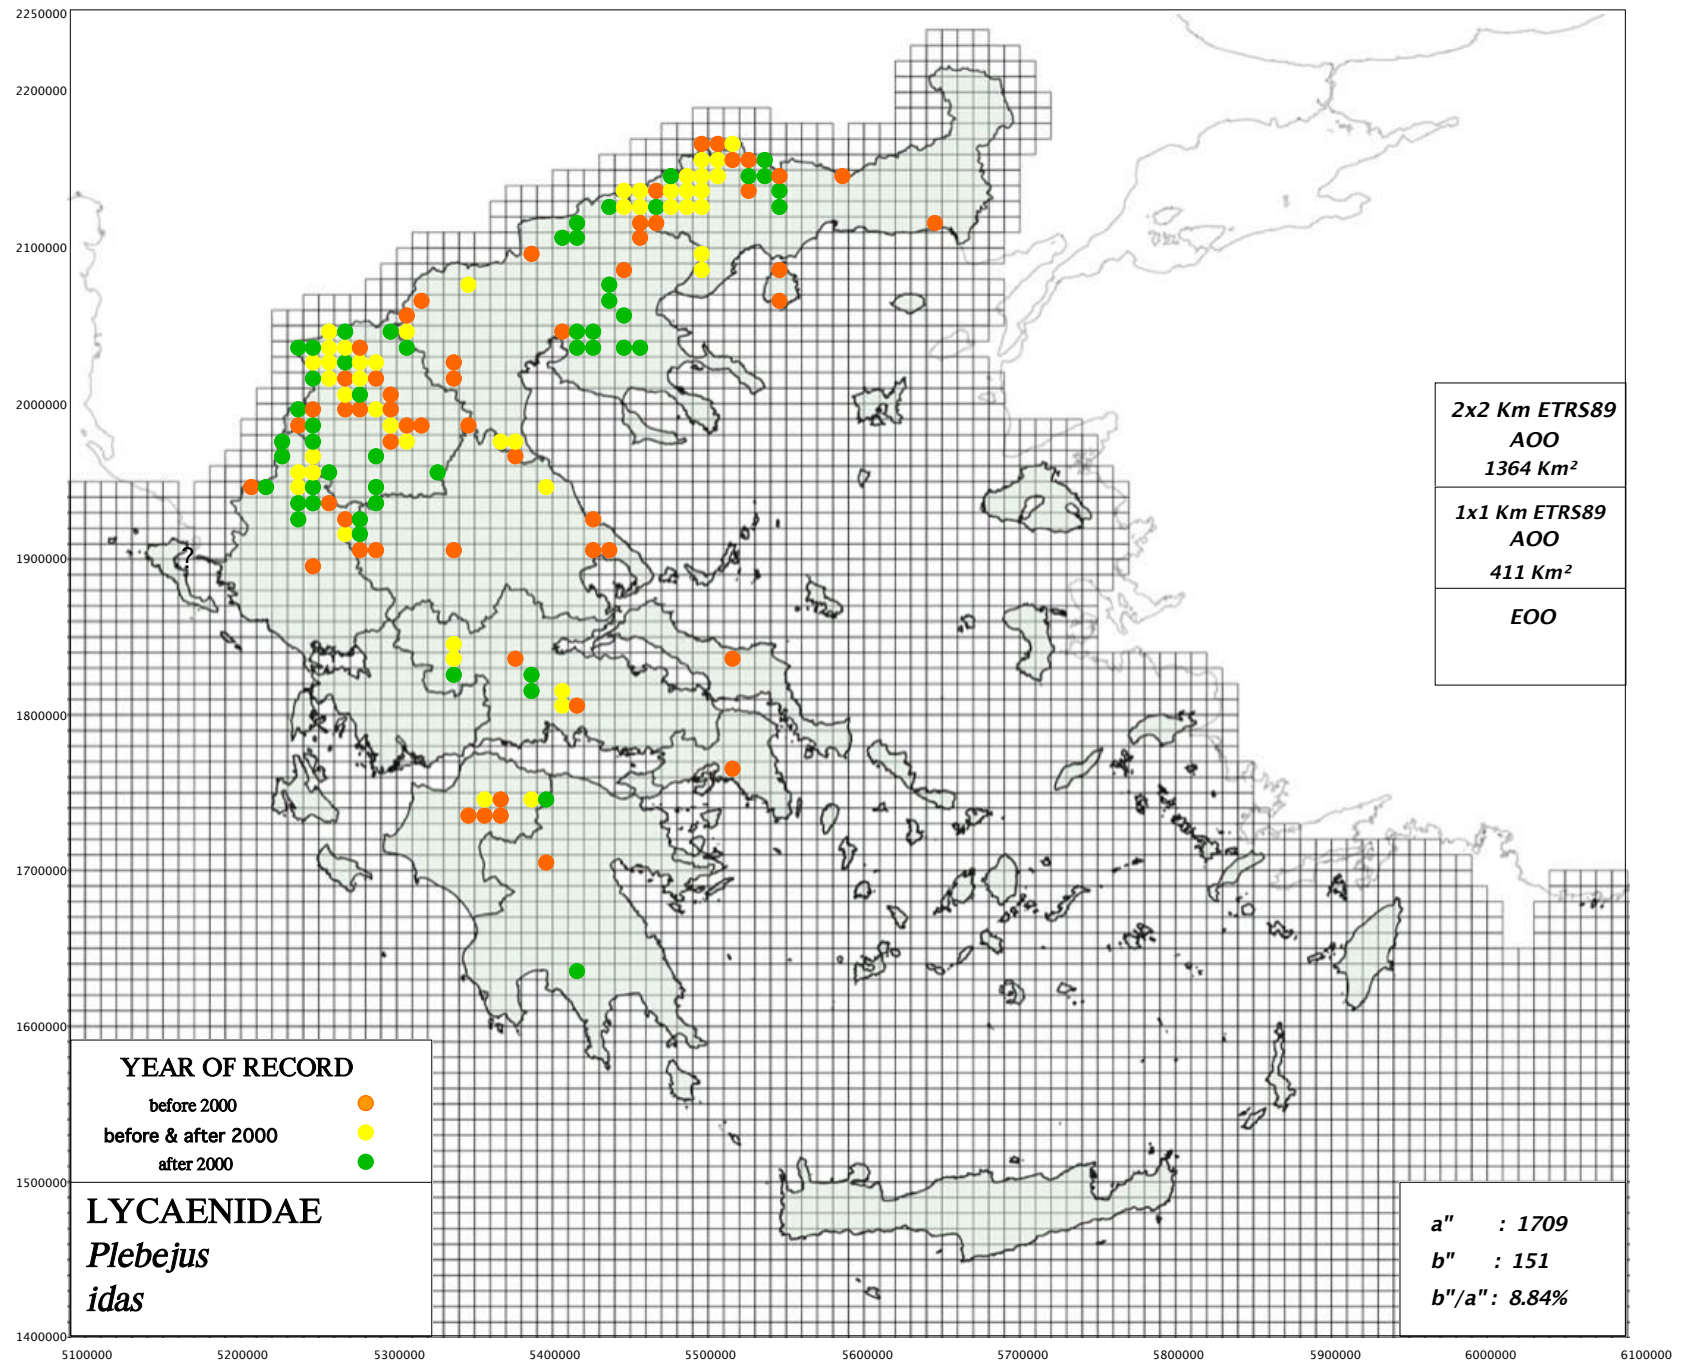 2250000
2200000
2100000
2000000
1900000
1800000
1700000
1600000
1500000
1400000
5100000 5200000 5300000 5400000 5500000 5600000 5700000 5800000 5900000 6000000 6100000
?
2x2 Km ETRS89
AOO
1364 Km²
1x1 Km ETRS89
AOO
411 Km²
EOO
YEAR OF RECORD
before 2000
before & after 2000
after 2000
LYCAENIDAE
Plebejus
idas
a" : 1709
b" : 151
b"/a" : 8.84%